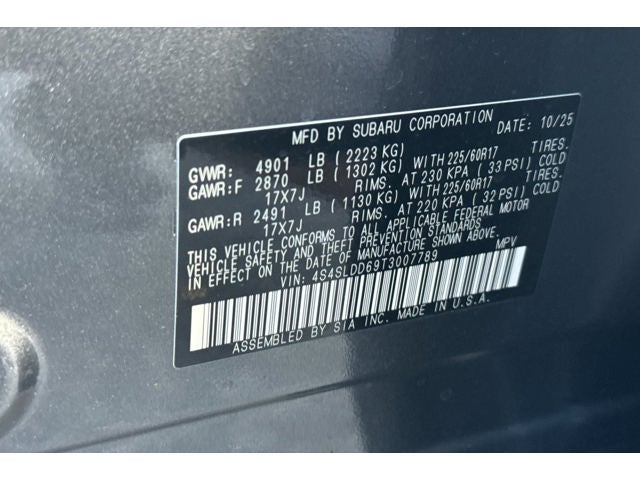 MFD BY SUBARU CORPORATION DATE: 10/25
GVWR: 4901 LB ( 2223 KG)
GAWR:F 2870 LB ( 1302 KG) WITH 225/60R17 TIRES.
17X7J RIMS. AT 230 KPA ( 33 PSI) COLD
GAWR:R 2491 LB ( 1130 KG) WITH 225/60R17 TIRES.
17X7J RIMS. AT 220 KPA ( 32 PSI) COLD
THIS VEHICLE CONFORMS TO ALL APPLICABLE FEDERAL MOTOR
VEHICLE SAFETY AND THEFT PREVENTION STANDARDS
IN EFFECT ON THE DATE OF MANUFACTURE SHOWN ABOVE.
VIN: 4S4SLDD69T3007789 MPV
ASSEMBLED BY SIA INC. MADE IN U.S.A.